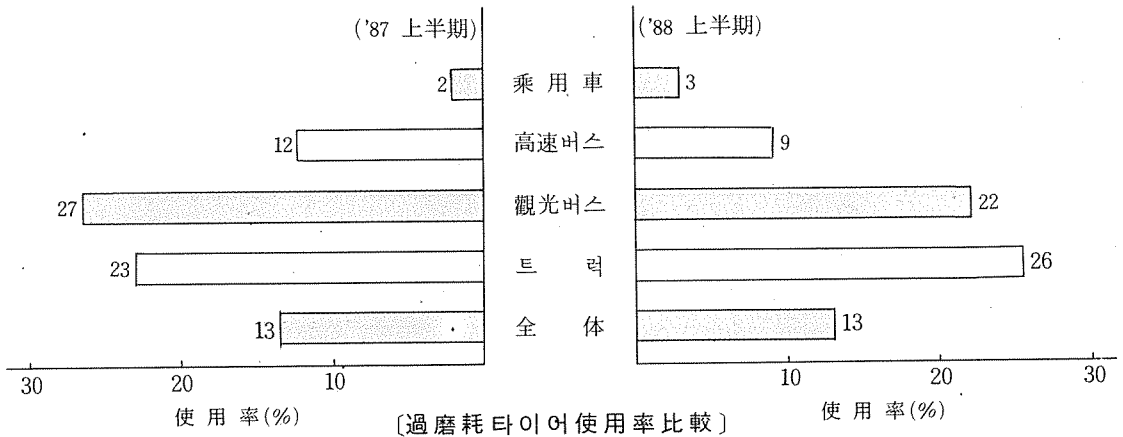 ('87 上半期) ('88 上半期)
2 乘用車 3
12 高速버스 9
27 觀光버스 22
23 트럭 26
13 全体 13
30 20 10 10 20 30
使用率(%) 使用率(%)
〔過磨耗타이어使用率比較〕